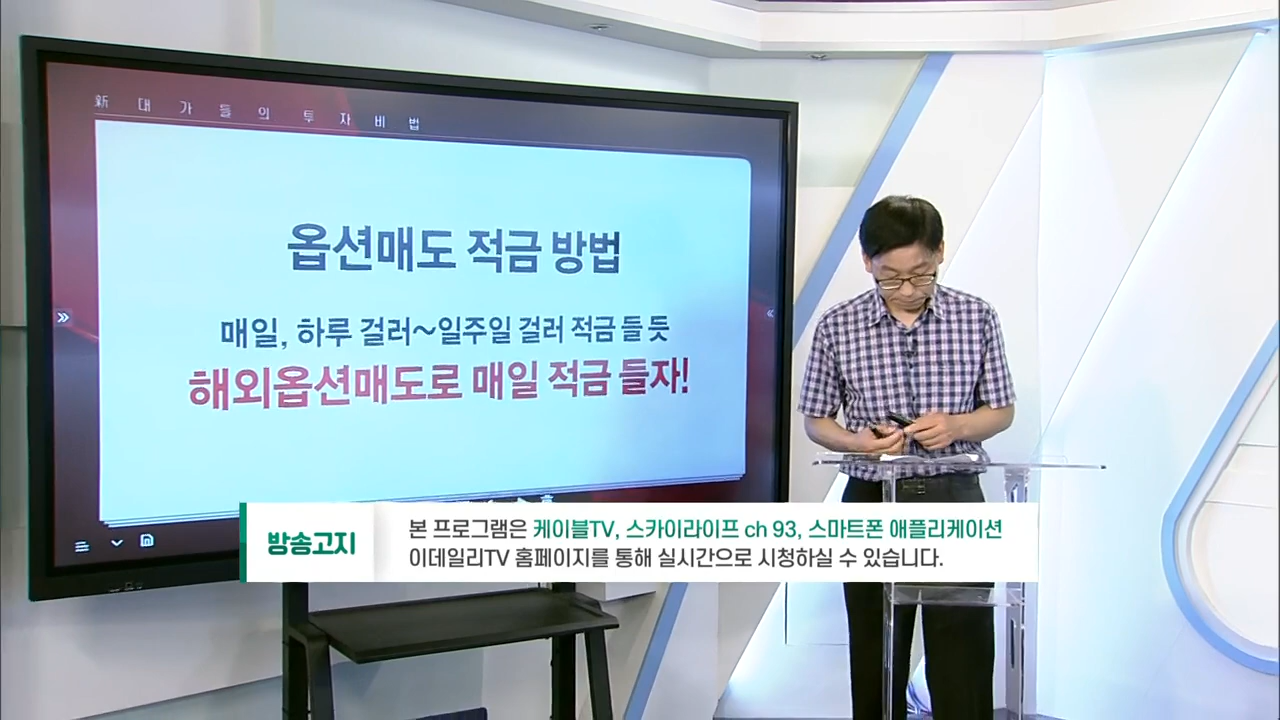 新 대 가 들 의 투 자 비 법
옵션매도 적금 방법
매일, 하루 걸러~일주일 걸러 적금 들 듯
해외옵션매도로 매일 적금 들자!
방송고지
본 프로그램은 케이블TV, 스카이라이프 ch 93, 스마트폰 애플리케이션
이데일리TV 홈페이지를 통해 실시간으로 시청하실 수 있습니다.